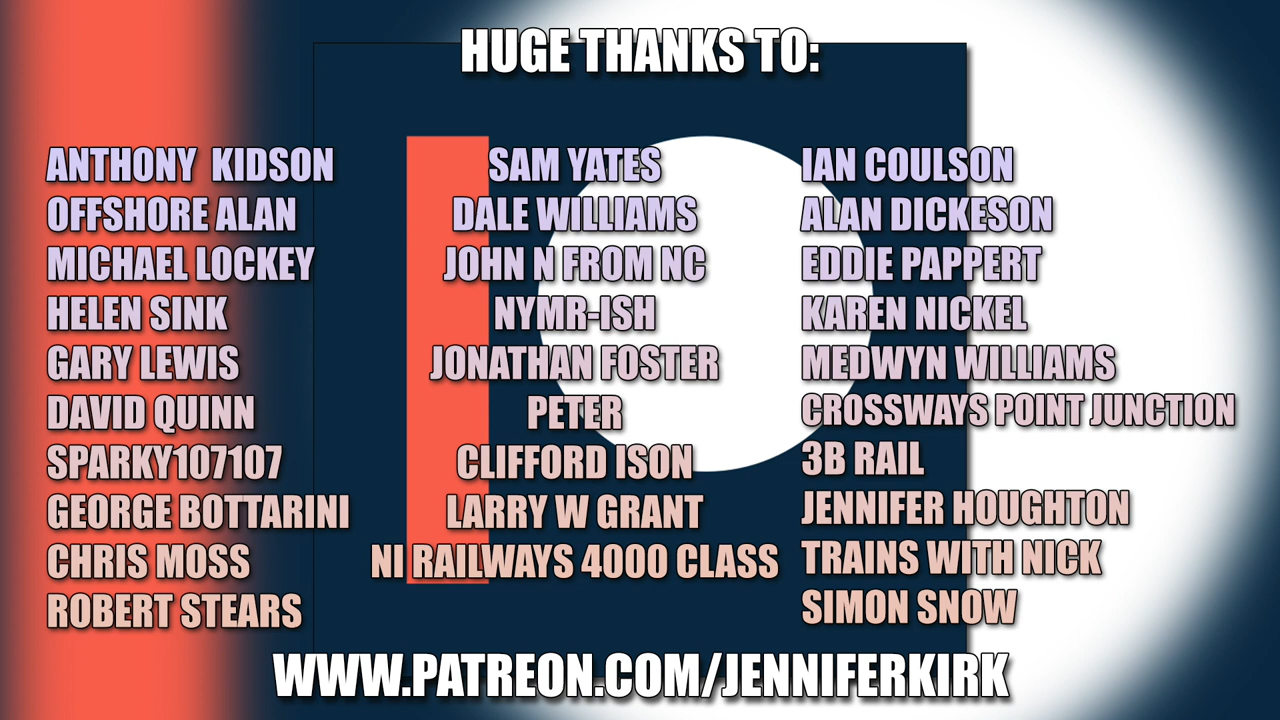 HUGE THANKS TO:
ANTHONY KIDSON
OFFSHORE ALAN
MICHAEL LOCKEY
HELEN SINK
GARY LEWIS
DAVID QUINN
SPARKY107107
GEORGE BOTTARINI
CHRIS MOSS
ROBERT STEARS
SAM YATES
DALE WILLIAMS
JOHN N FROM NC
NYMR-ISH
JONATHAN FOSTER
PETER
CLIFFORD ISON
LARRY W GRANT
NI RAILWAYS 4000 CLASS
IAN COULSON
ALAN DICKESON
EDDIE PAPPERT
KAREN NICKEL
MEDWYN WILLIAMS
CROSSWAYS POINT JUNCTION
3B RAIL
JENNIFER HOUGHTON
TRAINS WITH NICK
SIMON SNOW
WWW.PATREON.COM/JENNIFERKIRK